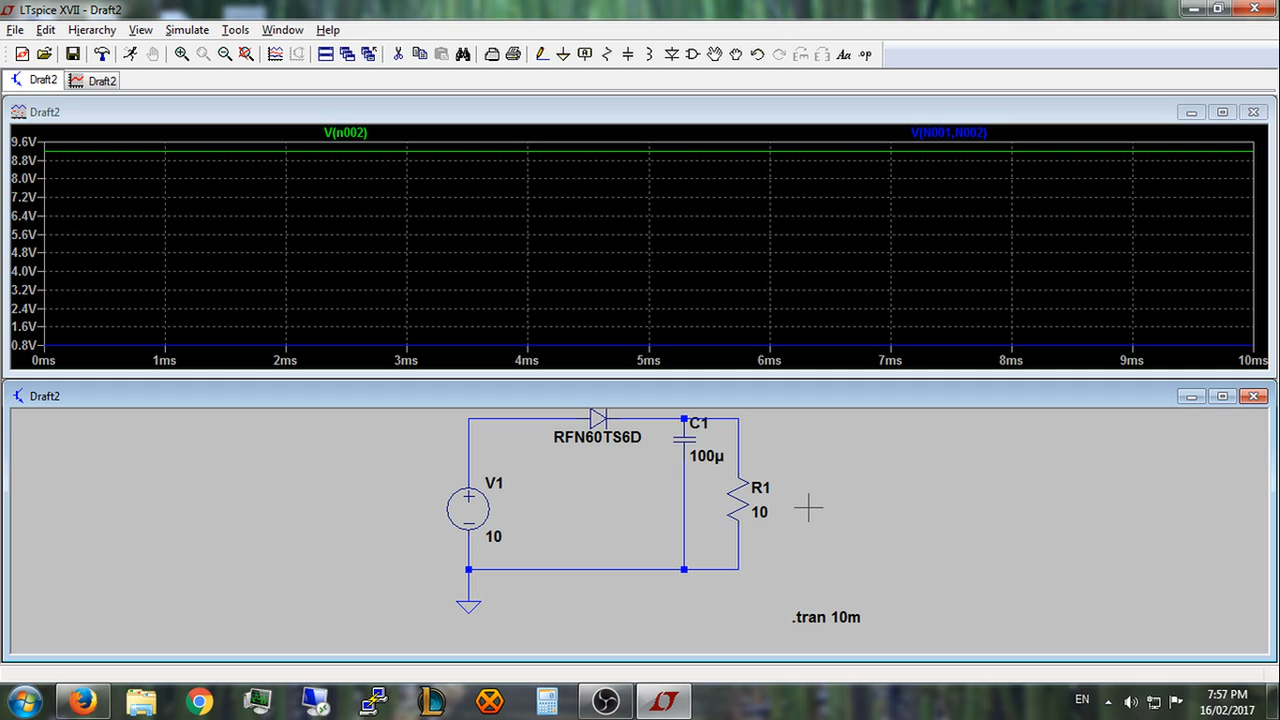 LTspice XVII - Draft2
File Edit Hierarchy View Simulate Tools Window Help
Aa .op
Draft2 Draft2
Draft2
V(n002) V(N001,N002)
9.6V
8.8V
8.0V
7.2V
6.4V
5.6V
4.8V
4.0V
3.2V
2.4V
1.6V
0.8V
0ms 1ms 2ms 3ms 4ms 5ms 6ms 7ms 8ms 9ms 10ms
Draft2
C1
RFN60TS6D
100µ
V1
R1
10
10
.tran 10m
EN
7:57 PM
16/02/2017